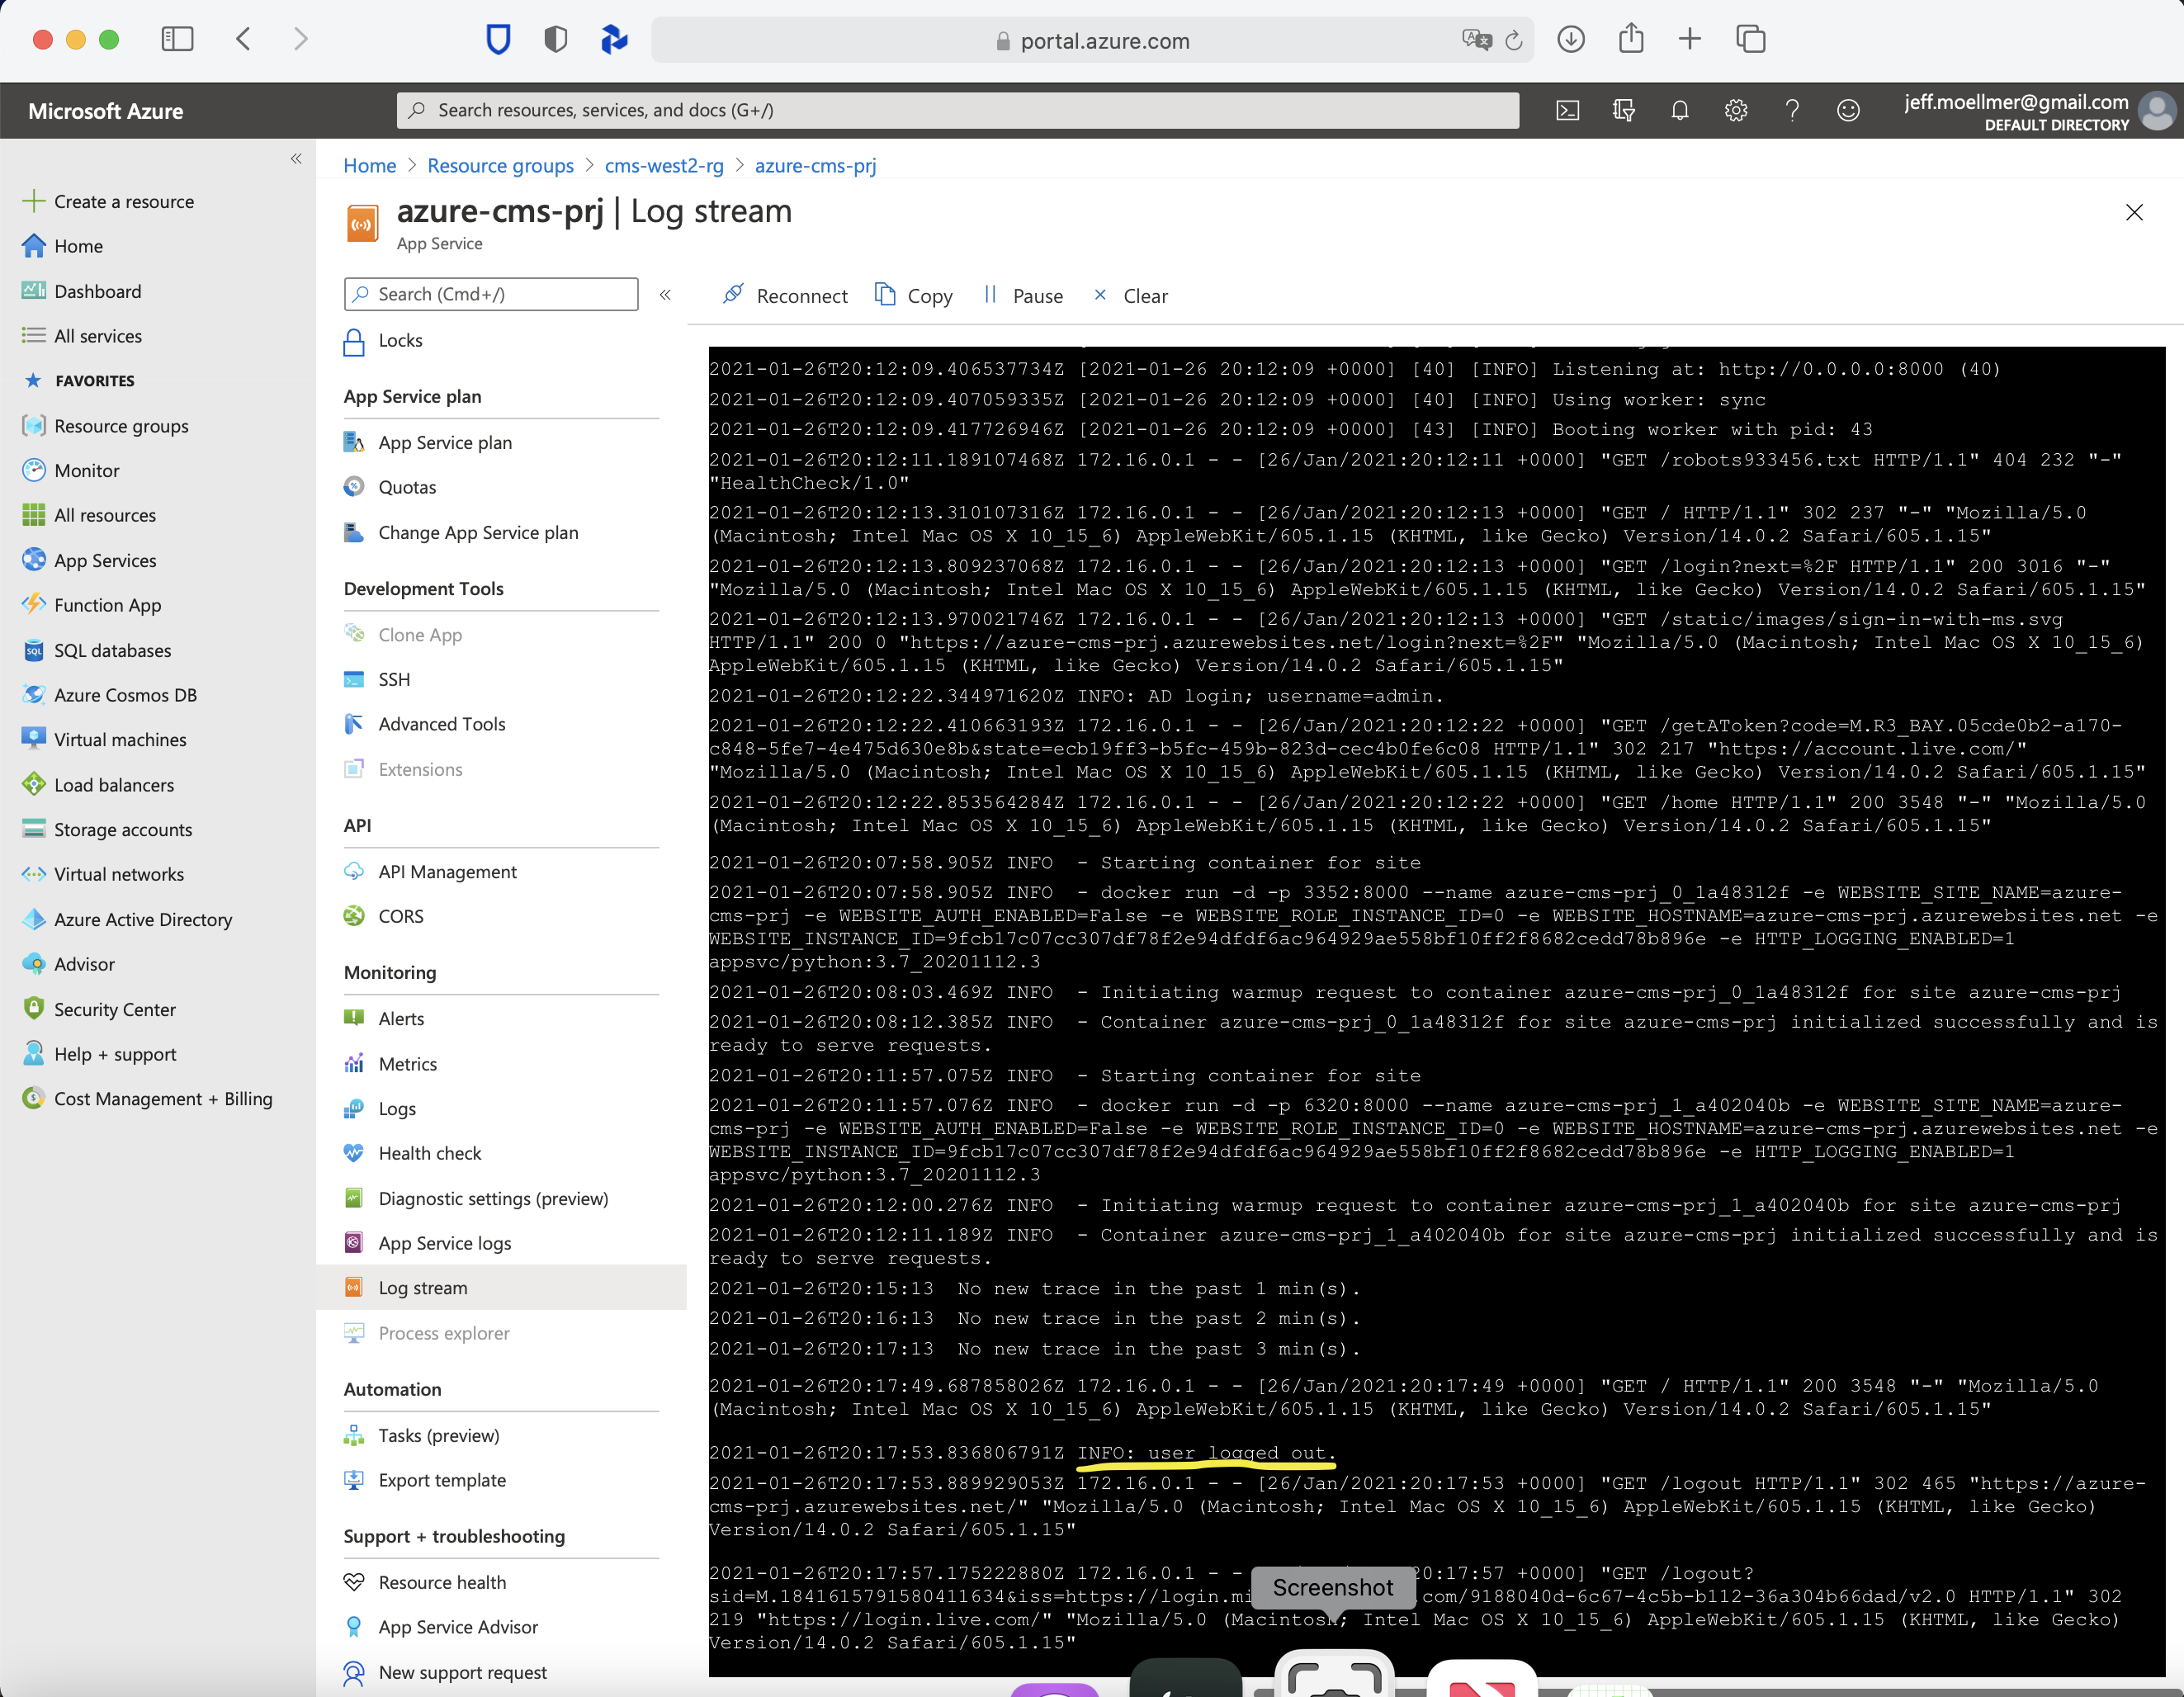 portal.azure.com
Microsoft Azure
Search resources, services, and docs (G+/)
jeff.moellmer@gmail.com
DEFAULT DIRECTORY
Create a resource
Home
Dashboard
All services
FAVORITES
Resource groups
Monitor
All resources
App Services
Function App
SQL databases
Azure Cosmos DB
Virtual machines
Load balancers
Storage accounts
Virtual networks
Azure Active Directory
Advisor
Security Center
Help + support
Cost Management + Billing
Home > Resource groups > cms-west2-rg > azure-cms-prj
azure-cms-prj | Log stream
App Service
Search (Cmd+/)
Locks
App Service plan
App Service plan
Quotas
Change App Service plan
Development Tools
Clone App
SSH
Advanced Tools
Extensions
API
API Management
CORS
Monitoring
Alerts
Metrics
Logs
Health check
Diagnostic settings (preview)
App Service logs
Log stream
Process explorer
Automation
Tasks (preview)
Export template
Support + troubleshooting
Resource health
App Service Advisor
New support request
Reconnect Copy Pause Clear
2021-01-26T20:12:09.406537734Z [2021-01-26 20:12:09 +0000] [40] [INFO] Listening at: http://0.0.0.0:8000 (40)
2021-01-26T20:12:09.407059335Z [2021-01-26 20:12:09 +0000] [40] [INFO] Using worker: sync
2021-01-26T20:12:09.417726946Z [2021-01-26 20:12:09 +0000] [43] [INFO] Booting worker with pid: 43
2021-01-26T20:12:11.189107468Z 172.16.0.1 - - [26/Jan/2021:20:12:11 +0000] "GET /robots933456.txt HTTP/1.1" 404 232 "-"
"HealthCheck/1.0"
2021-01-26T20:12:13.310107316Z 172.16.0.1 - - [26/Jan/2021:20:12:13 +0000] "GET / HTTP/1.1" 302 237 "-" "Mozilla/5.0
(Macintosh; Intel Mac OS X 10_15_6) AppleWebKit/605.1.15 (KHTML, like Gecko) Version/14.0.2 Safari/605.1.15"
2021-01-26T20:12:13.809237068Z 172.16.0.1 - - [26/Jan/2021:20:12:13 +0000] "GET /login?next=%2F HTTP/1.1" 200 3016 "-"
"Mozilla/5.0 (Macintosh; Intel Mac OS X 10_15_6) AppleWebKit/605.1.15 (KHTML, like Gecko) Version/14.0.2 Safari/605.1.15"
2021-01-26T20:12:13.970021746Z 172.16.0.1 - - [26/Jan/2021:20:12:13 +0000] "GET /static/images/sign-in-with-ms.svg
HTTP/1.1" 200 0 "https://azure-cms-prj.azurewebsites.net/login?next=%2F" "Mozilla/5.0 (Macintosh; Intel Mac OS X 10_15_6)
AppleWebKit/605.1.15 (KHTML, like Gecko) Version/14.0.2 Safari/605.1.15"
2021-01-26T20:12:22.344971620Z INFO: AD login; username=admin.
2021-01-26T20:12:22.410663193Z 172.16.0.1 - - [26/Jan/2021:20:12:22 +0000] "GET /getAToken?code=M.R3_BAY.05cde0b2-a170-
c848-5fe7-4e475d630e8b&state=ecb19ff3-b5fc-459b-823d-cec4b0fe6c08 HTTP/1.1" 302 217 "https://account.live.com/"
"Mozilla/5.0 (Macintosh; Intel Mac OS X 10_15_6) AppleWebKit/605.1.15 (KHTML, like Gecko) Version/14.0.2 Safari/605.1.15"
2021-01-26T20:12:22.853564284Z 172.16.0.1 - - [26/Jan/2021:20:12:22 +0000] "GET /home HTTP/1.1" 200 3548 "-" "Mozilla/5.0
(Macintosh; Intel Mac OS X 10_15_6) AppleWebKit/605.1.15 (KHTML, like Gecko) Version/14.0.2 Safari/605.1.15"
2021-01-26T20:07:58.905Z INFO  - Starting container for site
2021-01-26T20:07:58.905Z INFO  - docker run -d -p 3352:8000 --name azure-cms-prj_0_1a48312f -e WEBSITE_SITE_NAME=azure-
cms-prj -e WEBSITE_AUTH_ENABLED=False -e WEBSITE_ROLE_INSTANCE_ID=0 -e WEBSITE_HOSTNAME=azure-cms-prj.azurewebsites.net -e
WEBSITE_INSTANCE_ID=9fcb17c07cc307df78f2e94dfdf6ac964929ae558bf10ff2f8682cedd78b896e -e HTTP_LOGGING_ENABLED=1
appsvc/python:3.7_20201112.3
2021-01-26T20:08:03.469Z INFO  - Initiating warmup request to container azure-cms-prj_0_1a48312f for site azure-cms-prj
2021-01-26T20:08:12.385Z INFO  - Container azure-cms-prj_0_1a48312f for site azure-cms-prj initialized successfully and is
ready to serve requests.
2021-01-26T20:11:57.075Z INFO  - Starting container for site
2021-01-26T20:11:57.076Z INFO  - docker run -d -p 6320:8000 --name azure-cms-prj_1_a402040b -e WEBSITE_SITE_NAME=azure-
cms-prj -e WEBSITE_AUTH_ENABLED=False -e WEBSITE_ROLE_INSTANCE_ID=0 -e WEBSITE_HOSTNAME=azure-cms-prj.azurewebsites.net -e
WEBSITE_INSTANCE_ID=9fcb17c07cc307df78f2e94dfdf6ac964929ae558bf10ff2f8682cedd78b896e -e HTTP_LOGGING_ENABLED=1
appsvc/python:3.7_20201112.3
2021-01-26T20:12:00.276Z INFO  - Initiating warmup request to container azure-cms-prj_1_a402040b for site azure-cms-prj
2021-01-26T20:12:11.189Z INFO  - Container azure-cms-prj_1_a402040b for site azure-cms-prj initialized successfully and is
ready to serve requests.
2021-01-26T20:15:13  No new trace in the past 1 min(s).
2021-01-26T20:16:13  No new trace in the past 2 min(s).
2021-01-26T20:17:13  No new trace in the past 3 min(s).
2021-01-26T20:17:49.687858026Z 172.16.0.1 - - [26/Jan/2021:20:17:49 +0000] "GET / HTTP/1.1" 200 3548 "-" "Mozilla/5.0
(Macintosh; Intel Mac OS X 10_15_6) AppleWebKit/605.1.15 (KHTML, like Gecko) Version/14.0.2 Safari/605.1.15"
2021-01-26T20:17:53.836806791Z INFO: user logged out.
2021-01-26T20:17:53.889929053Z 172.16.0.1 - - [26/Jan/2021:20:17:53 +0000] "GET /logout HTTP/1.1" 302 465 "https://azure-
cms-prj.azurewebsites.net/" "Mozilla/5.0 (Macintosh; Intel Mac OS X 10_15_6) AppleWebKit/605.1.15 (KHTML, like Gecko)
Version/14.0.2 Safari/605.1.15"
2021-01-26T20:17:57.175222880Z 172.16.0.1 - - 20:17:57 +0000] "GET /logout?
sid=M.1841615791580411634&iss=https://login.mi com/9188040d-6c67-4c5b-b112-36a304b66dad/v2.0 HTTP/1.1" 302
219 "https://login.live.com/" "Mozilla/5.0 (Macintosh; Intel Mac OS X 10_15_6) AppleWebKit/605.1.15 (KHTML, like Gecko)
Version/14.0.2 Safari/605.1.15"
Screenshot